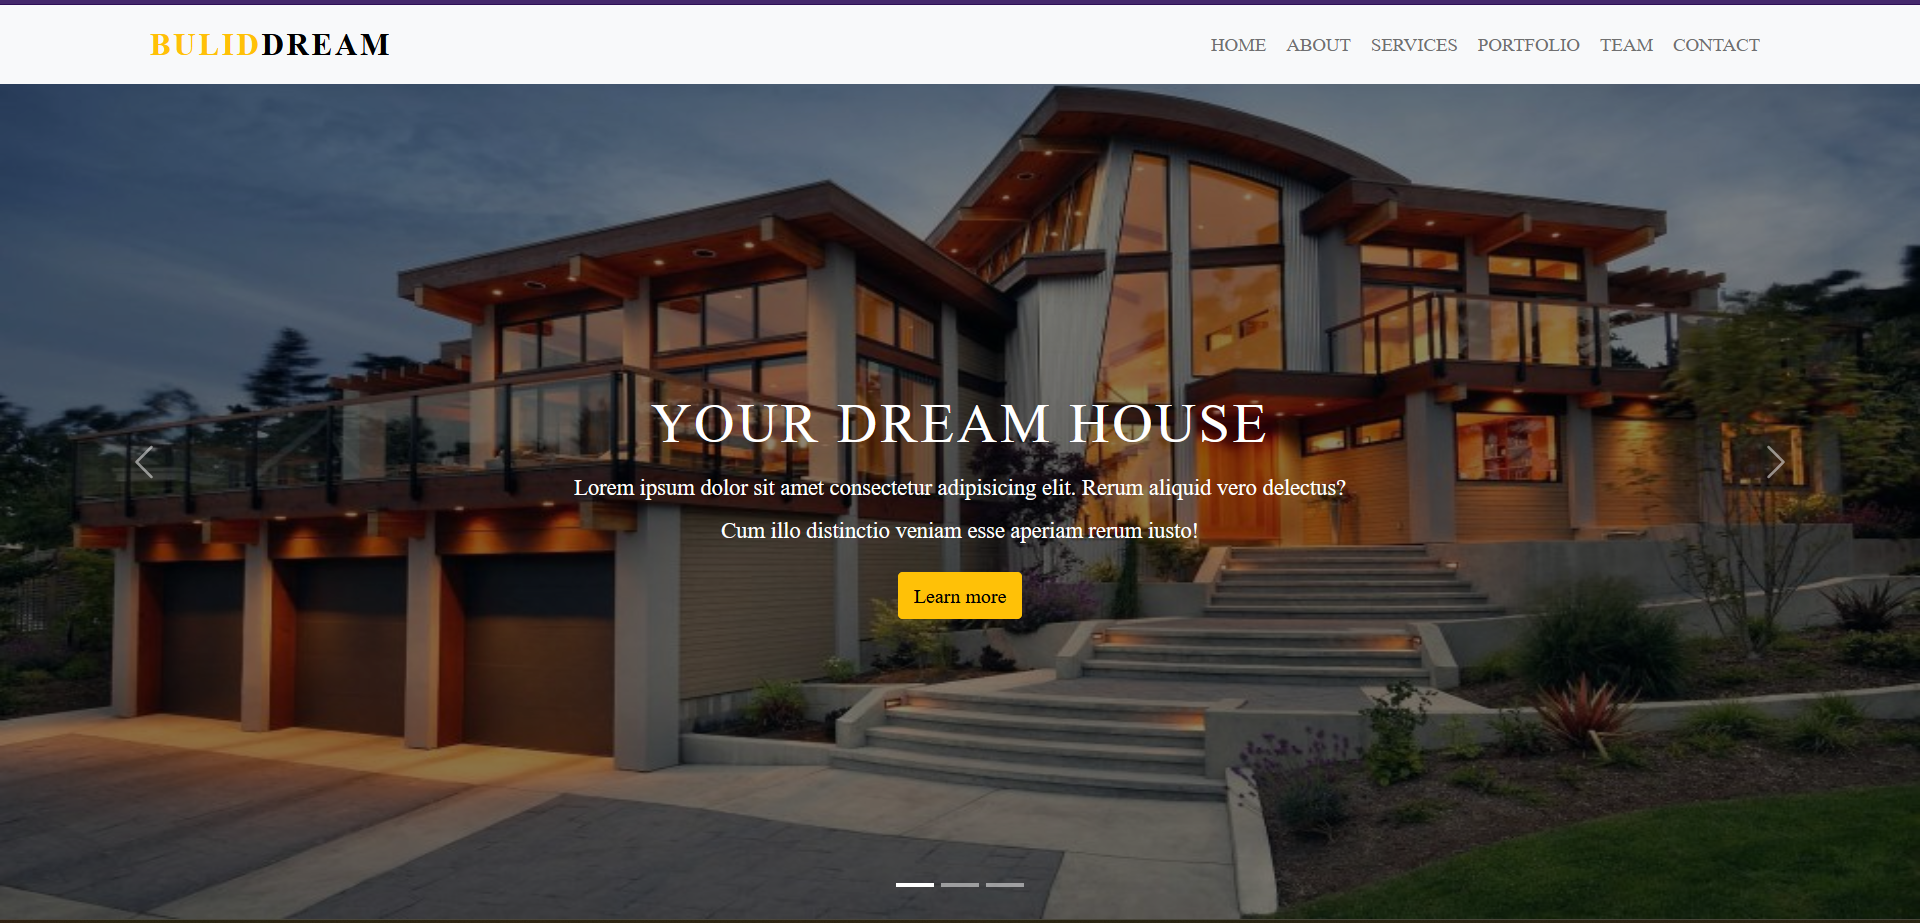 BULIDDREAM
HOME ABOUT SERVICES PORTFOLIO TEAM CONTACT
YOUR DREAM HOUSE
Lorem ipsum dolor sit amet consectetur adipisicing elit. Rerum aliquid vero delectus?
Cum illo distinctio veniam esse aperiam rerum iusto!
Learn more